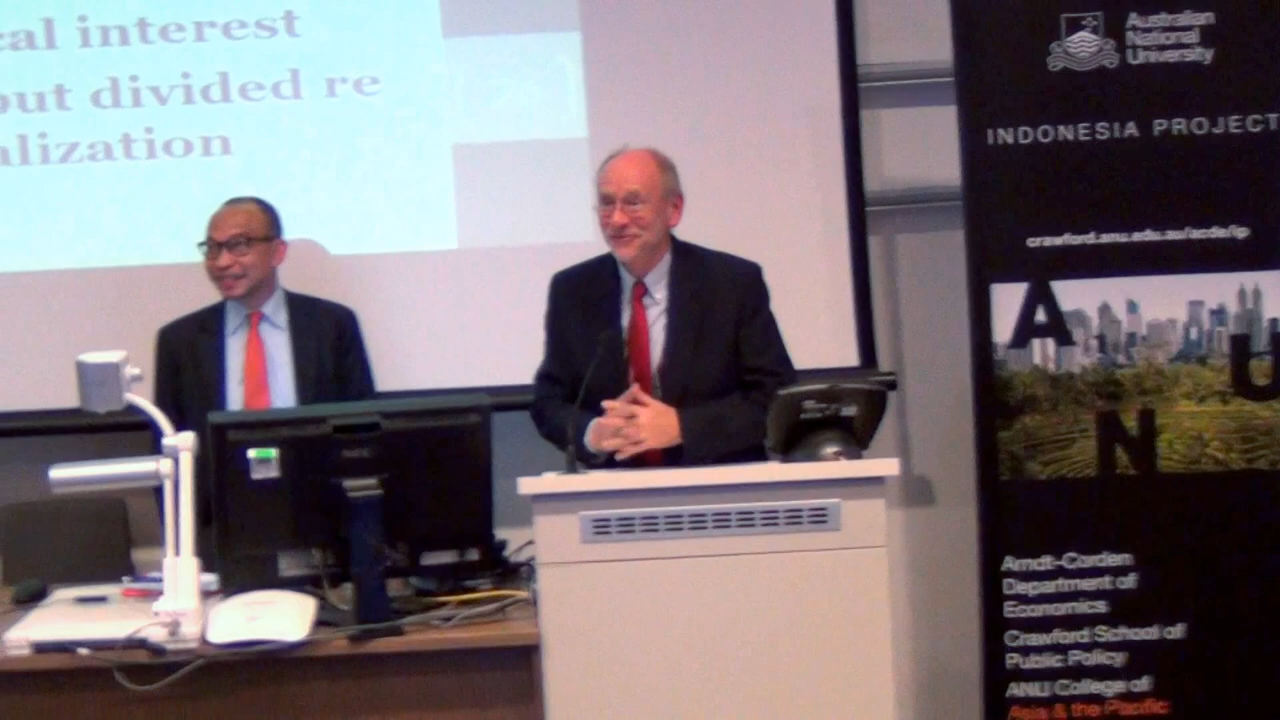 cal interest
but divided re
alization
Australian
National
University
INDONESIA PROJECT
crawford.anu.edu.au/acde/ip
A
N
U
Arndt-Corden
Department of
Economics
Crawford School of
Public Policy
ANU College of
Asia & the Pacific